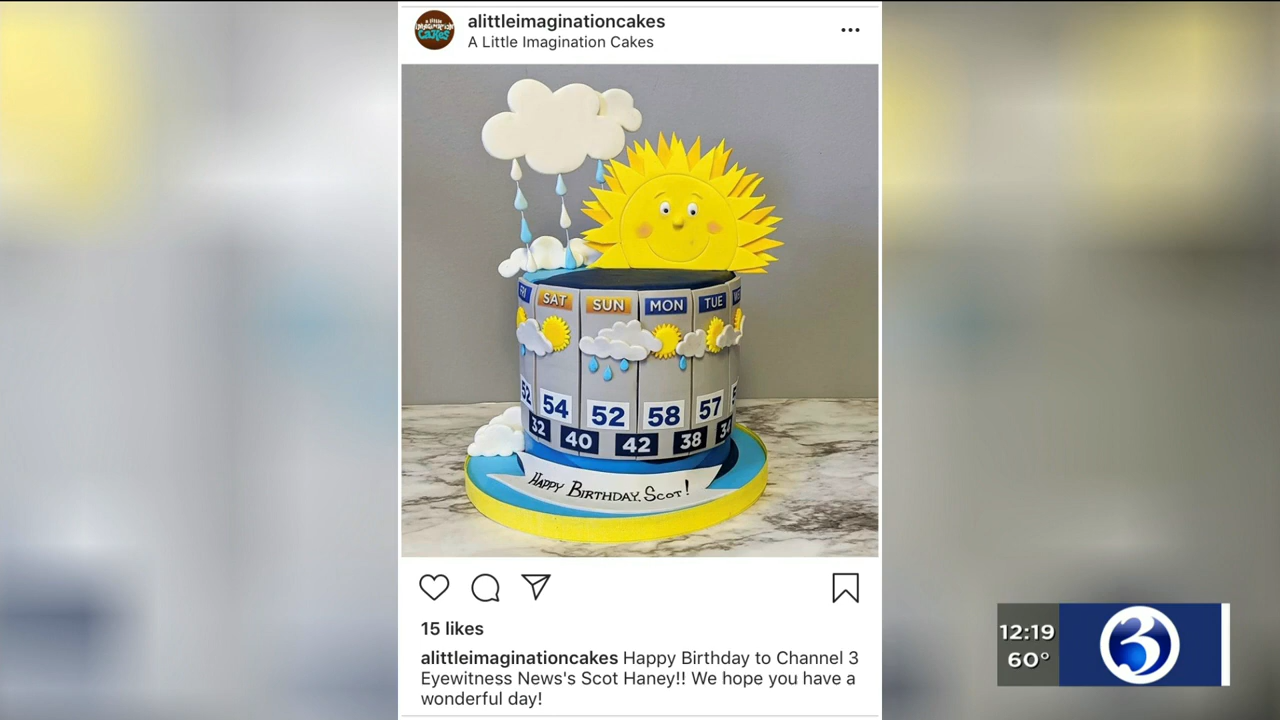 alittleimaginationcakes
A Little Imagination Cakes
FRI SAT SUN MON TUE
52 54 52 58 57
32 40 42 38
HAPPY BIRTHDAY, SCOT!
15 likes
alittleimaginationcakes Happy Birthday to Channel 3
Eyewitness News's Scot Haney!! We hope you have a
wonderful day!
12:19
60°
3